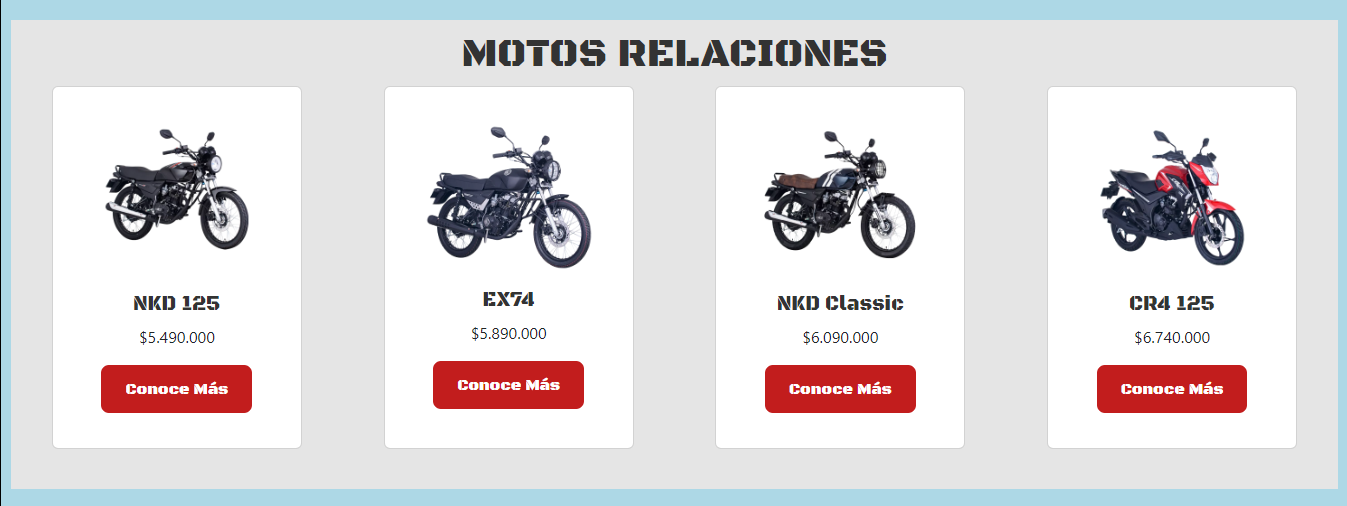 MOTOS RELACIONES
NKD 125
$5.490.000
Conoce Más
EX74
$5.890.000
Conoce Más
NKD Classic
$6.090.000
Conoce Más
CR4 125
$6.740.000
Conoce Más